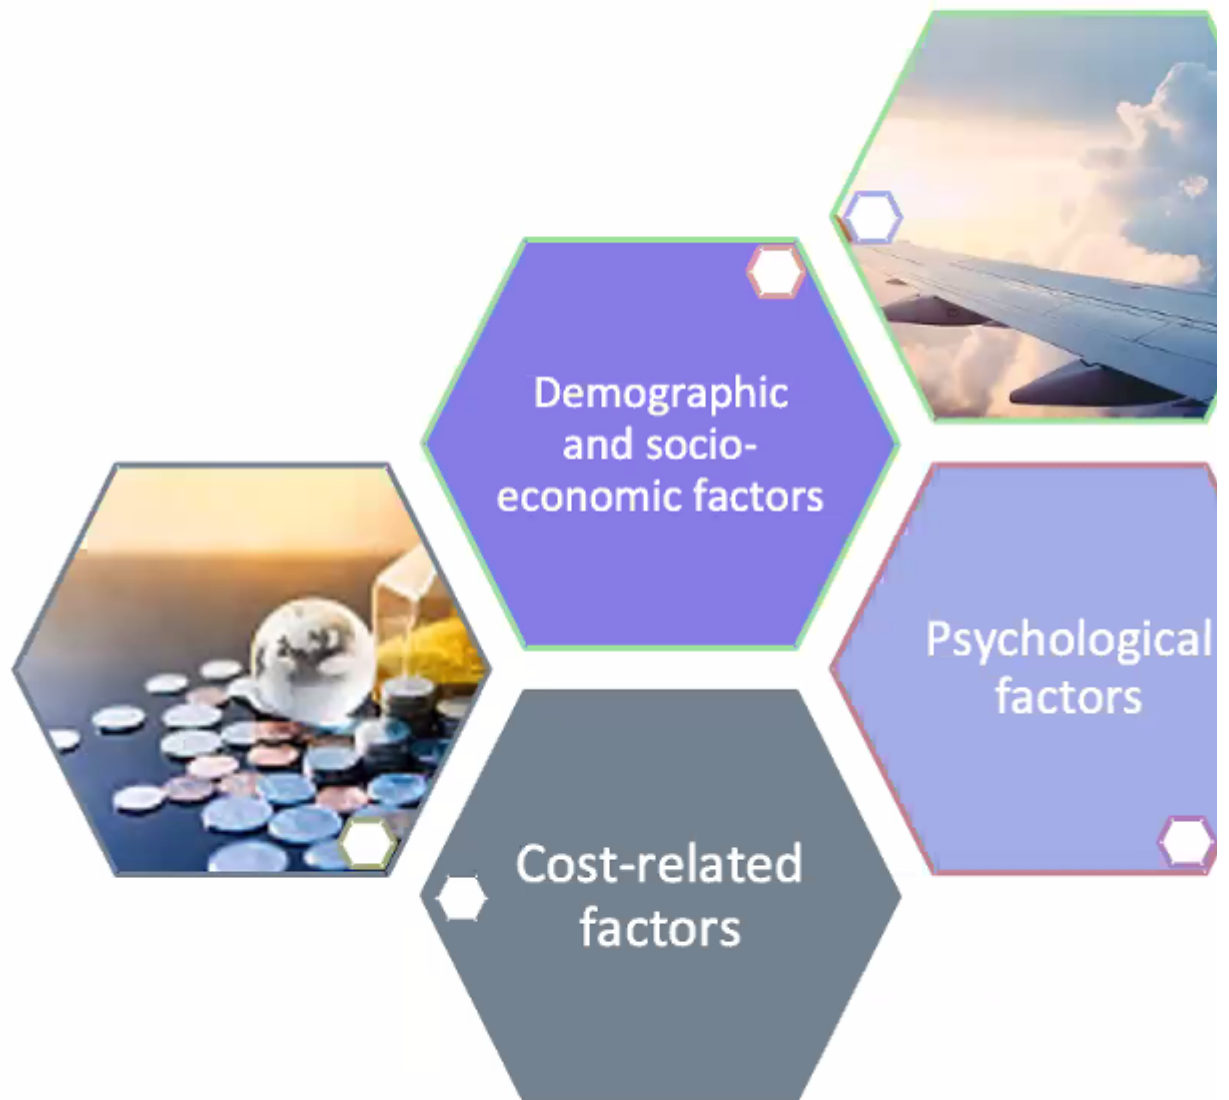 Demographic
and socio-
economic factors
Psychological
factors
Cost-related
factors